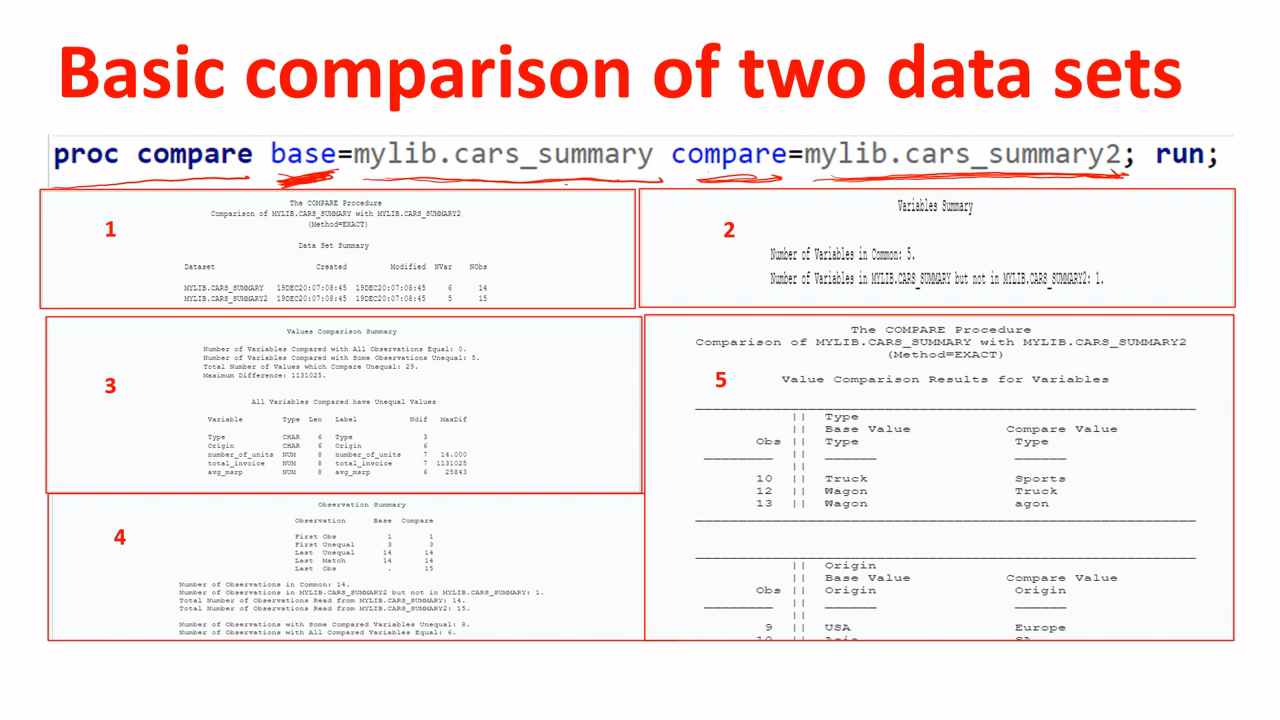 Basic comparison of two data sets
proc compare base=mylib.cars_summary compare=mylib.cars_summary2; run;
1
The COMPARE Procedure
Comparison of MYLIB.CARS_SUMMARY with MYLIB.CARS_SUMMARY2
(Method=EXACT)
Data Set Summary
Dataset Created Modified NVar NObs
MYLIB.CARS_SUMMARY 19DEC20:07:08:45 19DEC20:07:08:45 6 14
MYLIB.CARS_SUMMARY2 19DEC20:07:08:45 19DEC20:07:08:45 5 15
2
Variables Summary
Number of Variables in Common: 5.
Number of Variables in MYLIB.CARS_SUMMARY but not in MYLIB.CARS_SUMMARY2: 1.
3
Values Comparison Summary
Number of Variables Compared with All Observations Equal: 0.
Number of Variables Compared with Some Observations Unequal: 5.
Total Number of Values which Compare Unequal: 29.
Maximum Difference: 1131025.
All Variables Compared have Unequal Values
Variable Type Len Label Ndif MaxDif
Type CHAR 6 Type 3
Origin CHAR 6 Origin 6
number_of_units NUM 8 number_of_units 7 14.000
total_invoice NUM 8 total_invoice 7 1131025
avg_msrp NUM 8 avg_msrp 6 25843
4
Observation Summary
Observation Base Compare
First Obs 1 1
First Unequal 3 3
Last Unequal 14 14
Last Match 14 14
Last Obs . 15
Number of Observations in Common: 14.
Number of Observations in MYLIB.CARS_SUMMARY2 but not in MYLIB.CARS_SUMMARY: 1.
Total Number of Observations Read from MYLIB.CARS_SUMMARY: 14.
Total Number of Observations Read from MYLIB.CARS_SUMMARY2: 15.
Number of Observations with Some Compared Variables Unequal: 8.
Number of Observations with All Compared Variables Equal: 6.
5
The COMPARE Procedure
Comparison of MYLIB.CARS_SUMMARY with MYLIB.CARS_SUMMARY2
(Method=EXACT)
Value Comparison Results for Variables
|| Type
|| Base Value Compare Value
Obs || Type Type
10 || Truck Sports
12 || Wagon Truck
13 || Wagon agon
|| Origin
|| Base Value Compare Value
Obs || Origin Origin
9 || USA Europe